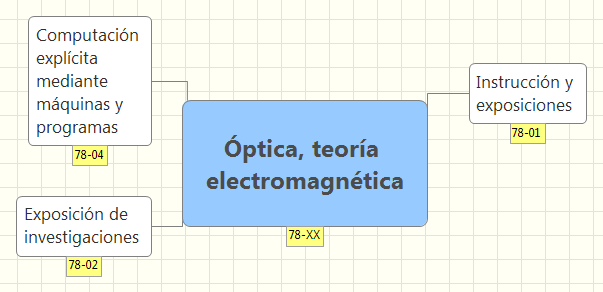 Computación
explícita
mediante
máquinas y
programas
78-04
Instrucción y
exposiciones
78-01
Óptica, teoría
electromagnética
78-XX
Exposición de
investigaciones
78-02